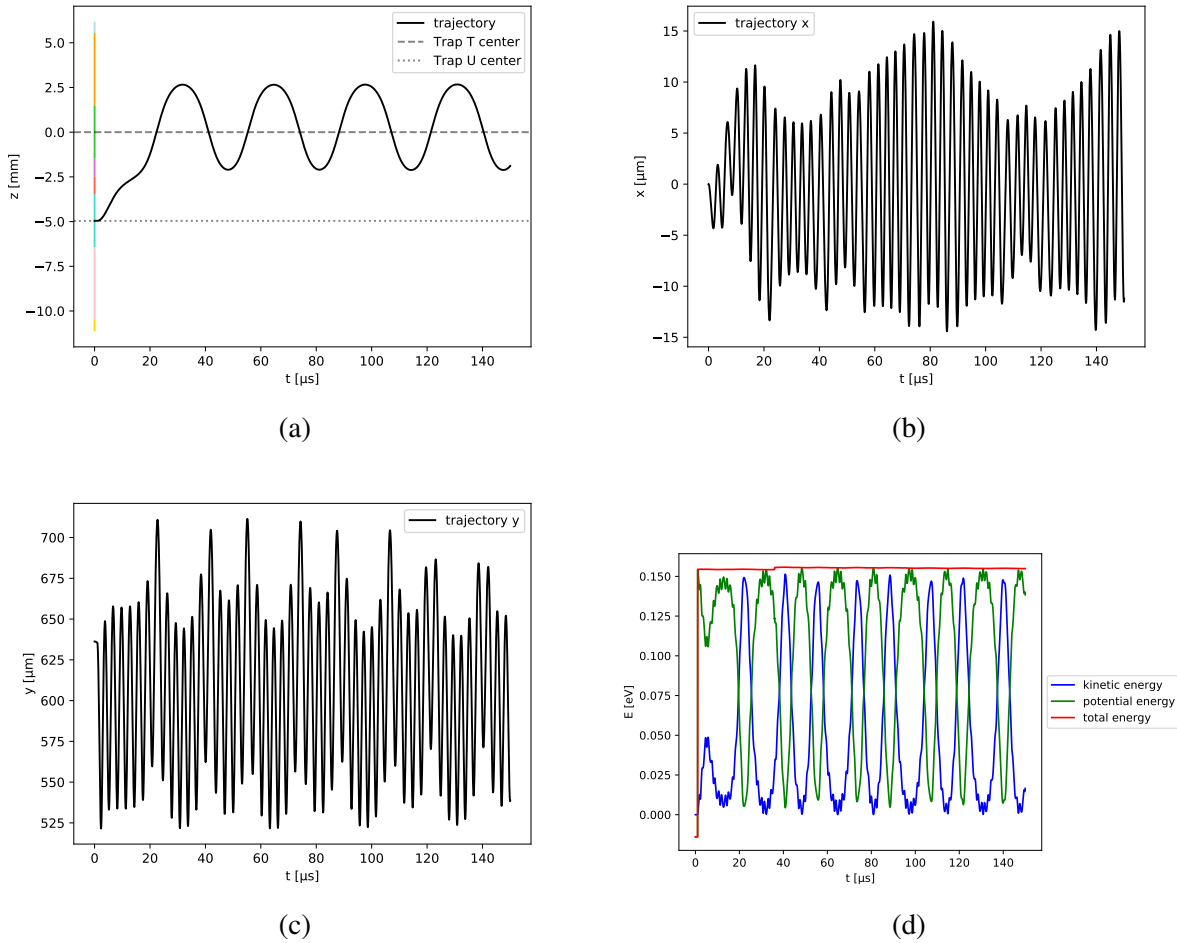 trajectory
Trap T center
Trap U center
5.0
2.5
0.0
−2.5
−5.0
−7.5
−10.0
z [mm]
0 20 40 60 80 100 120 140
t [µs]
(a)
trajectory x
15
10
5
0
−5
−10
−15
x [µm]
0 20 40 60 80 100 120 140
t [µs]
(b)
trajectory y
700
675
650
625
600
575
550
525
y [µm]
0 20 40 60 80 100 120 140
t [µs]
(c)
0.150
0.125
0.100
0.075
0.050
0.025
0.000
E [eV]
0 20 40 60 80 100 120 140
t [µs]
kinetic energy
potential energy
total energy
(d)